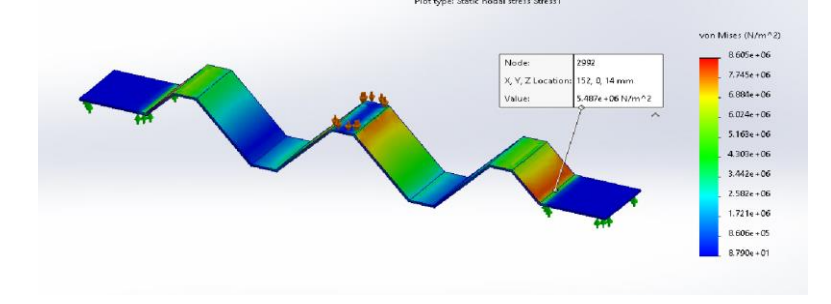 Plot type: Static nodal stress Stress1
von Mises (N/m^2)
Node: 2992
X, Y, Z Location: 152, 0, 14 mm
Value: 5.487e+06 N/m^2
8.605e+06
7.745e+06
6.884e+06
6.024e+06
5.163e+06
4.303e+06
3.442e+06
2.582e+06
1.721e+06
8.606e+05
8.790e+01